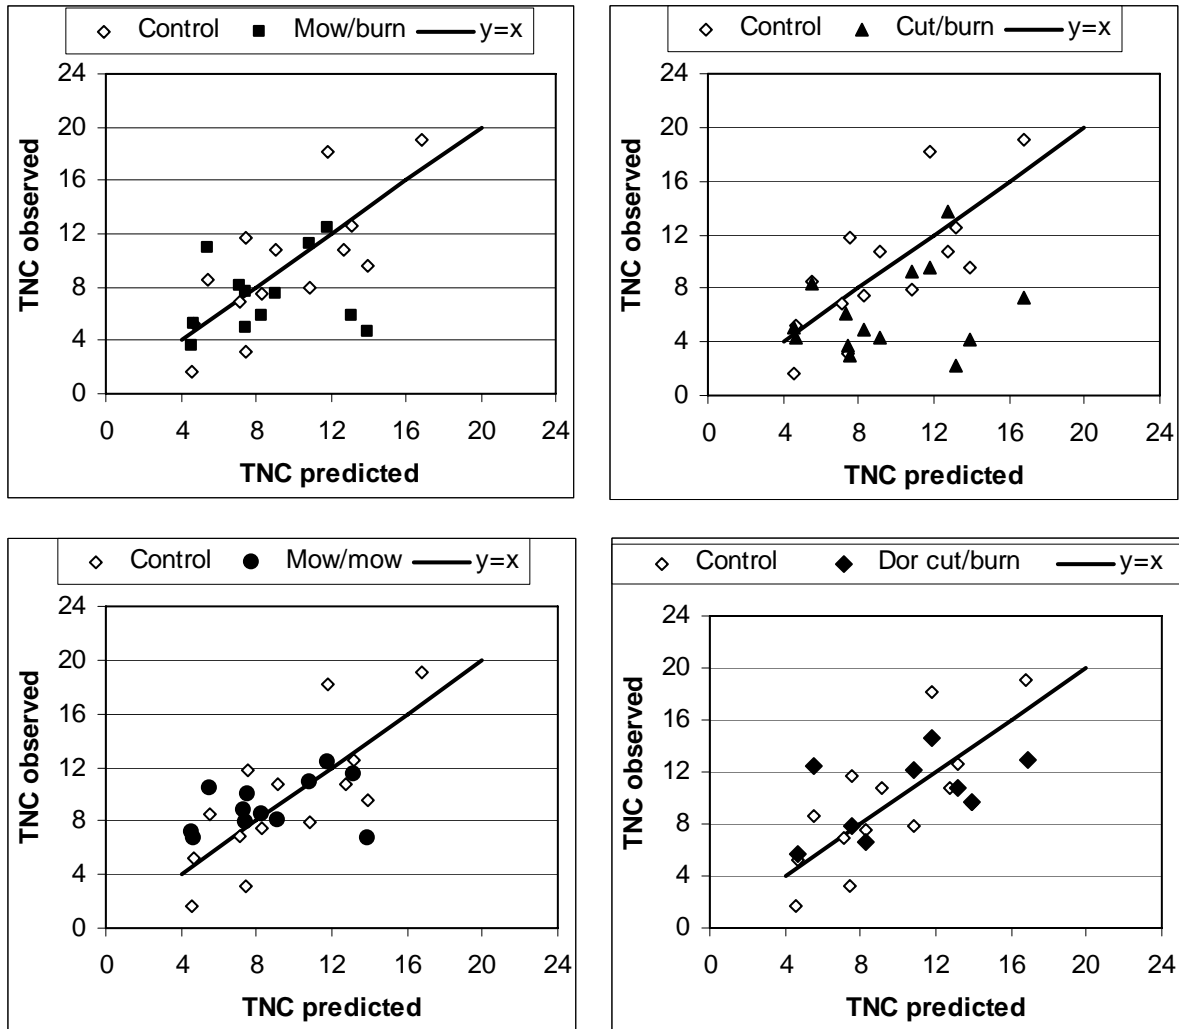 Control Mow/burn y=x
24
20
16
12
8
4
0
TNC observed
0 4 8 12 16 20 24
TNC predicted
Control Cut/burn y=x
24
20
16
12
8
4
0
TNC observed
0 4 8 12 16 20 24
TNC predicted
Control Mow/mow y=x
24
20
16
12
8
4
0
TNC observed
0 4 8 12 16 20 24
TNC predicted
Control Dor cut/burn y=x
24
20
16
12
8
4
0
TNC observed
0 4 8 12 16 20 24
TNC predicted